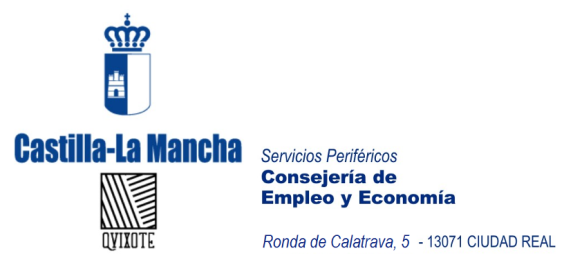 Castilla-La Mancha
QVIXOTE
Servicios Periféricos
Consejería de
Empleo y Economía
Ronda de Calatrava, 5 - 13071 CIUDAD REAL